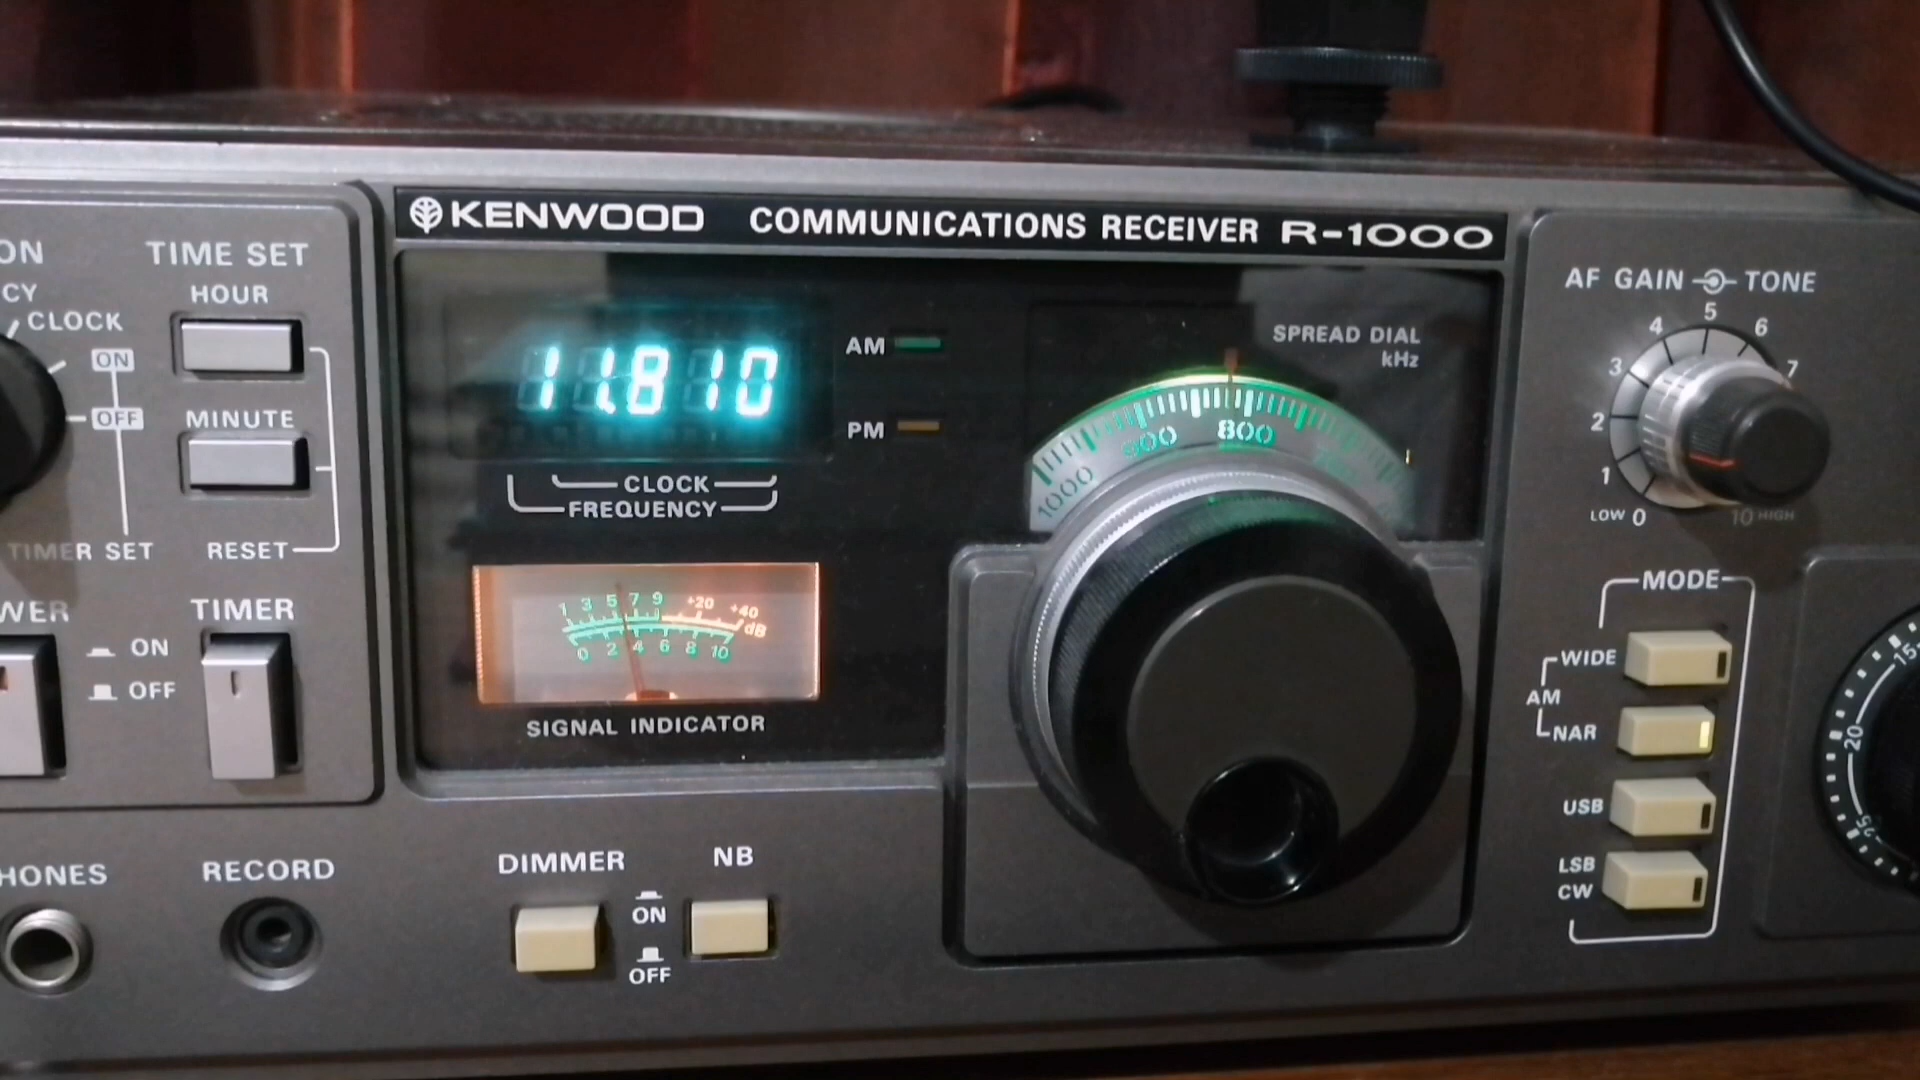 KENWOOD COMMUNICATIONS RECEIVER R-1000
ON
CY
CLOCK
ON
OFF
TIMER SET
TIME SET
HOUR
MINUTE
RESET
WER
ON
OFF
TIMER
HONES
RECORD
11.810
AM
PM
CLOCK
FREQUENCY
1 3 5 7 9 +20 +40
dB
0 2 4 6 8 10
SIGNAL INDICATOR
DIMMER
ON
OFF
NB
SPREAD DIAL
kHz
1000 900 800
AF GAIN TONE
0 1 2 3 4 5 6 7 10
LOW
HIGH
MODE
WIDE
AM
NAR
USB
LSB
CW
15
20
25